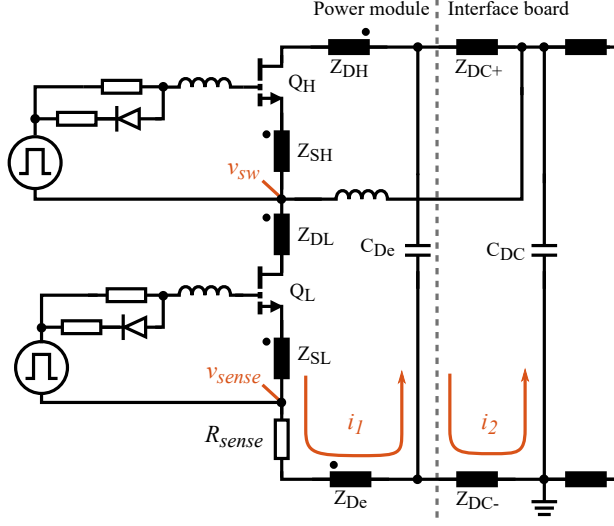 Power module Interface board
Z_DH Z_DC+
Q_H
Z_SH
v_sw
Z_DL
C_De C_DC
Q_L
Z_SL
v_sense
i_1 i_2
R_sense
Z_De Z_DC-